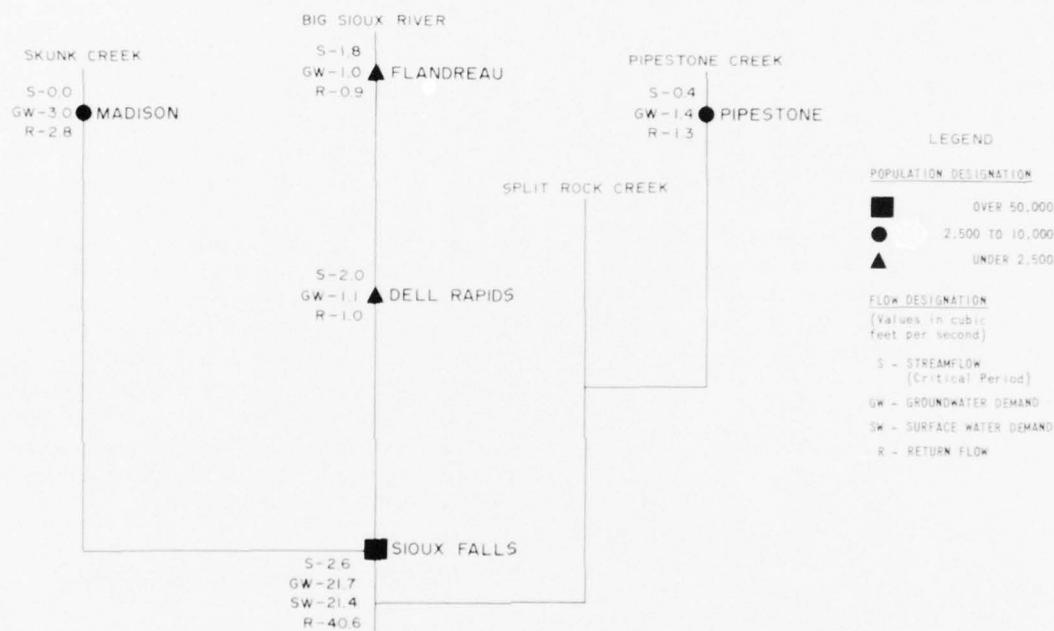 BIG SIOUX RIVER
S-1.8
GW-1.0
R-0.9
FLANDREAU
SKUNK CREEK
S-0.0
GW-3.0
R-2.8
MADISON
PIPESTONE CREEK
S-0.4
GW-1.4
R-1.3
PIPESTONE
SPLIT ROCK CREEK
S-2.0
GW-1.1
R-1.0
DELL RAPIDS
SIOUX FALLS
S-2.6
GW-21.7
SW-21.4
R-40.6
LEGEND
POPULATION DESIGNATION
OVER 50,000
2,500 TO 10,000
UNDER 2,500
FLOW DESIGNATION
(Values in cubic
feet per second)
S - STREAMFLOW
(Critical Period)
GW - GROUNDWATER DEMAND
SW - SURFACE WATER DEMAND
R - RETURN FLOW